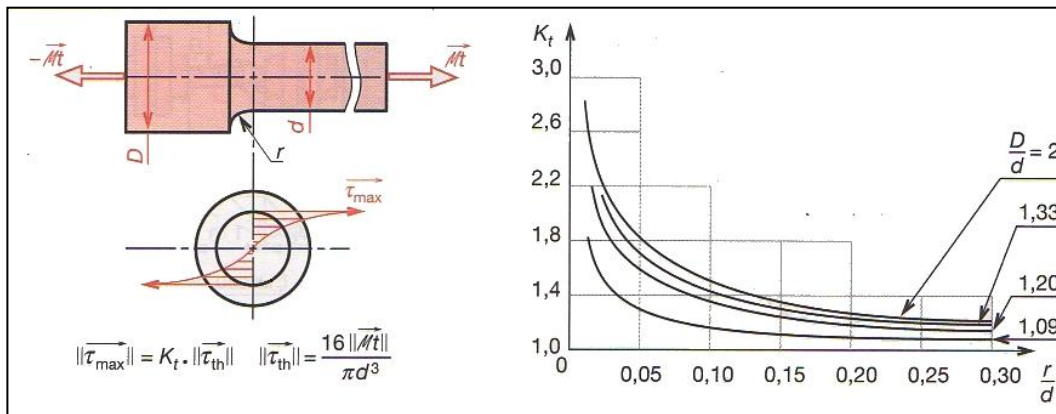 -Mt
Mt
D
d
r
τmax
||τmax|| = Kt . ||τth||
||τth|| = 16 ||Mt|| / πd³
Kt
3,0
2,6
2,2
1,8
1,4
1,0
0
0,05
0,10
0,15
0,20
0,25
0,30
r/d
D/d = 2
1,33
1,20
1,09